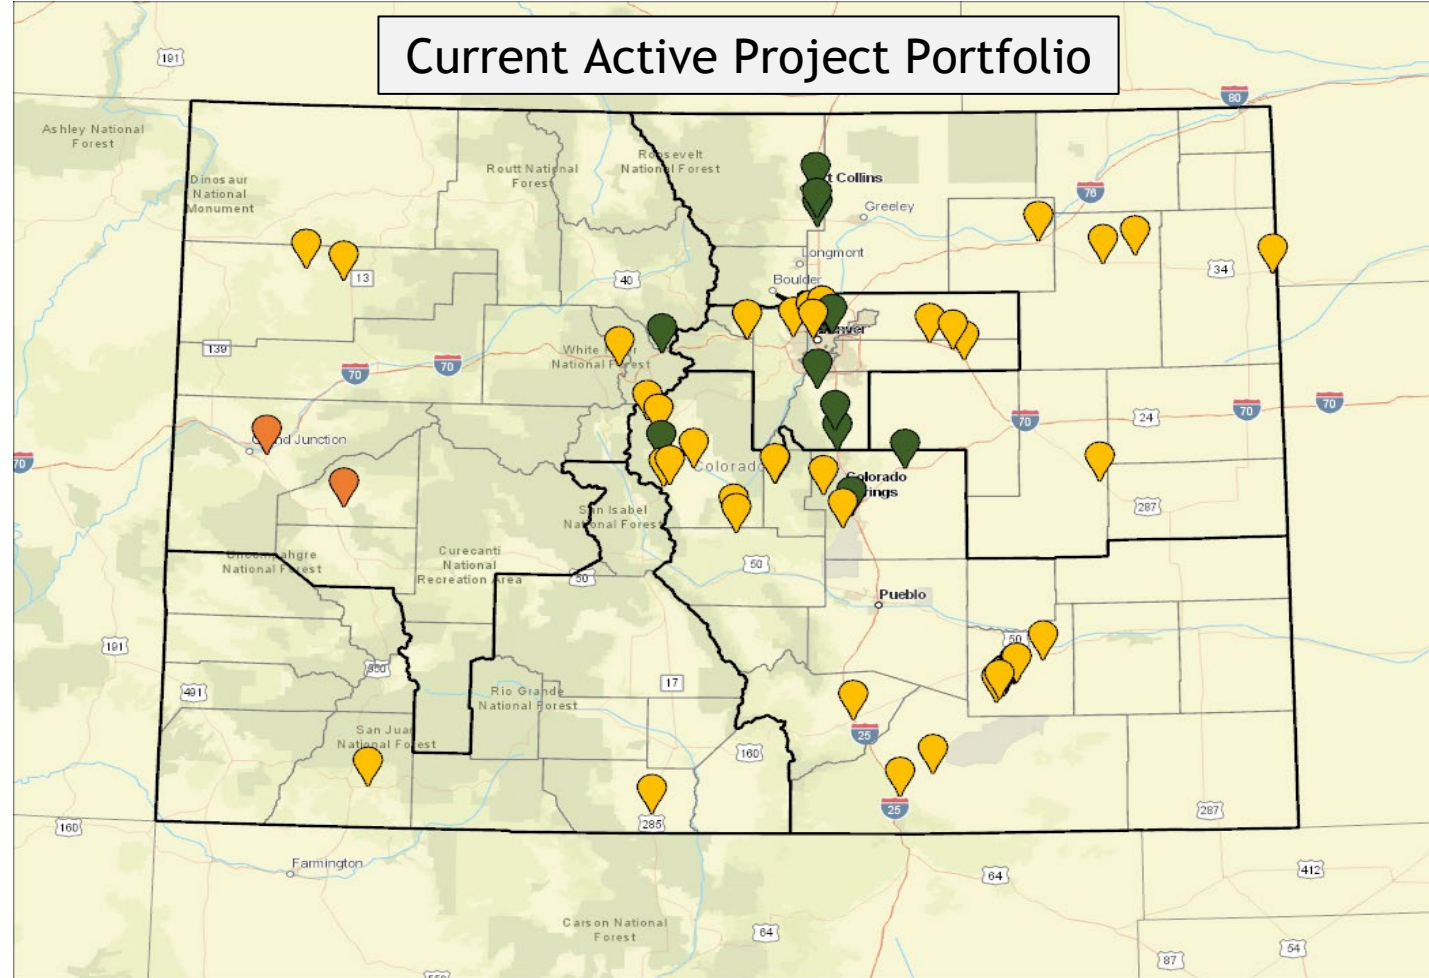 Current Active Project Portfolio
191
80
Ashley National
Forest
Roosevelt
National Forest
Routt National
Forest
Dinosaur
National
Monument
76
Greeley
Longmont
34
Boulder
40
13
139
White
National
70
70
70
70
70
70
24
Junction
Colorado
Colorado
287
San Isabel
National Forest
Curecanti
National
Recreation Area
National Forest
50
50
Pueblo
50
191
550
491
17
Rio Grande
National Forest
San Juan
National Forest
25
160
25
285
287
160
Farmington
64
412
Carson National
Forest
64
54
87